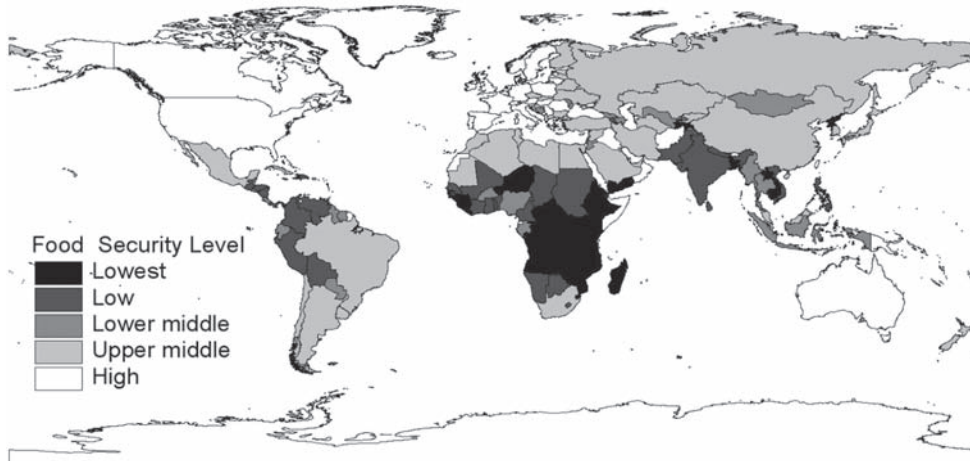 Food Security Level
Lowest
Low
Lower middle
Upper middle
High